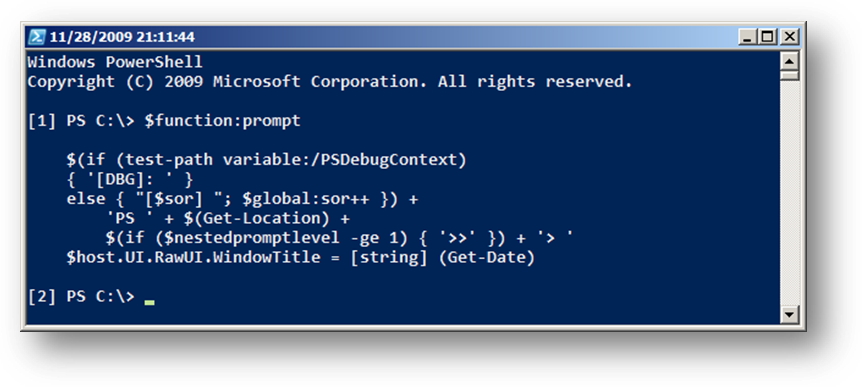 11/28/2009 21:11:44
Windows PowerShell
Copyright (C) 2009 Microsoft Corporation. All rights reserved.
[1] PS C:\> $function:prompt
    $(if (test-path variable:/PSDebugContext)
    { '[DBG]: ' }
    else { "[$sor] "; $global:sor++ }) +
        'PS ' + $(Get-Location) +
        $(if ($nestedpromptlevel -ge 1) { '>>' }) + '> '
    $host.UI.RawUI.WindowTitle = [string] (Get-Date)
[2] PS C:\>